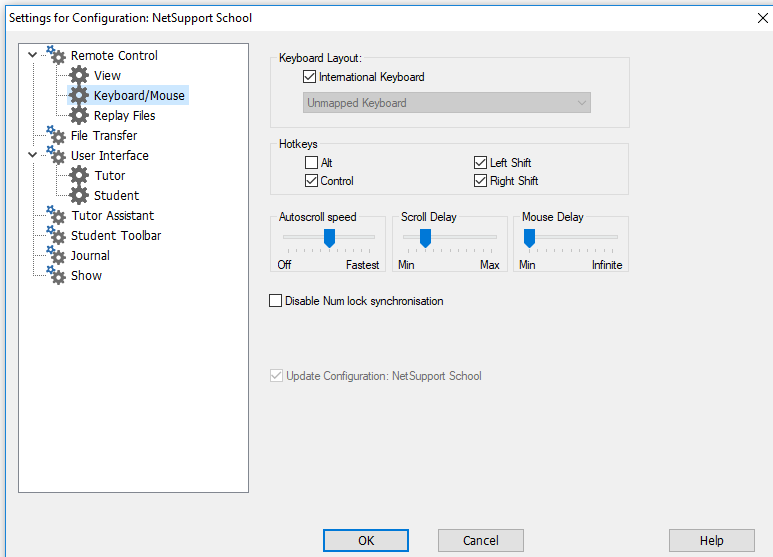 Settings for Configuration: NetSupport School
Remote Control
View
Keyboard/Mouse
Replay Files
File Transfer
User Interface
Tutor
Student
Tutor Assistant
Student Toolbar
Journal
Show
Keyboard Layout:
International Keyboard
Unmapped Keyboard
Hotkeys
Alt
Left Shift
Control
Right Shift
Autoscroll speed
Off Fastest
Scroll Delay
Min Max
Mouse Delay
Min Infinite
Disable Num lock synchronisation
Update Configuration: NetSupport School
OK
Cancel
Help